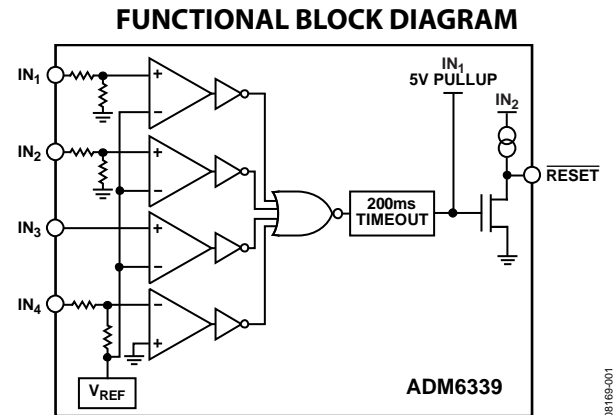 FUNCTIONAL BLOCK DIAGRAM
IN1
5V PULLUP
IN2
IN1
+
–
IN2
+
–
IN3
+
–
IN4
–
+
200ms
TIMEOUT
RESET
VREF
ADM6339
08169-001